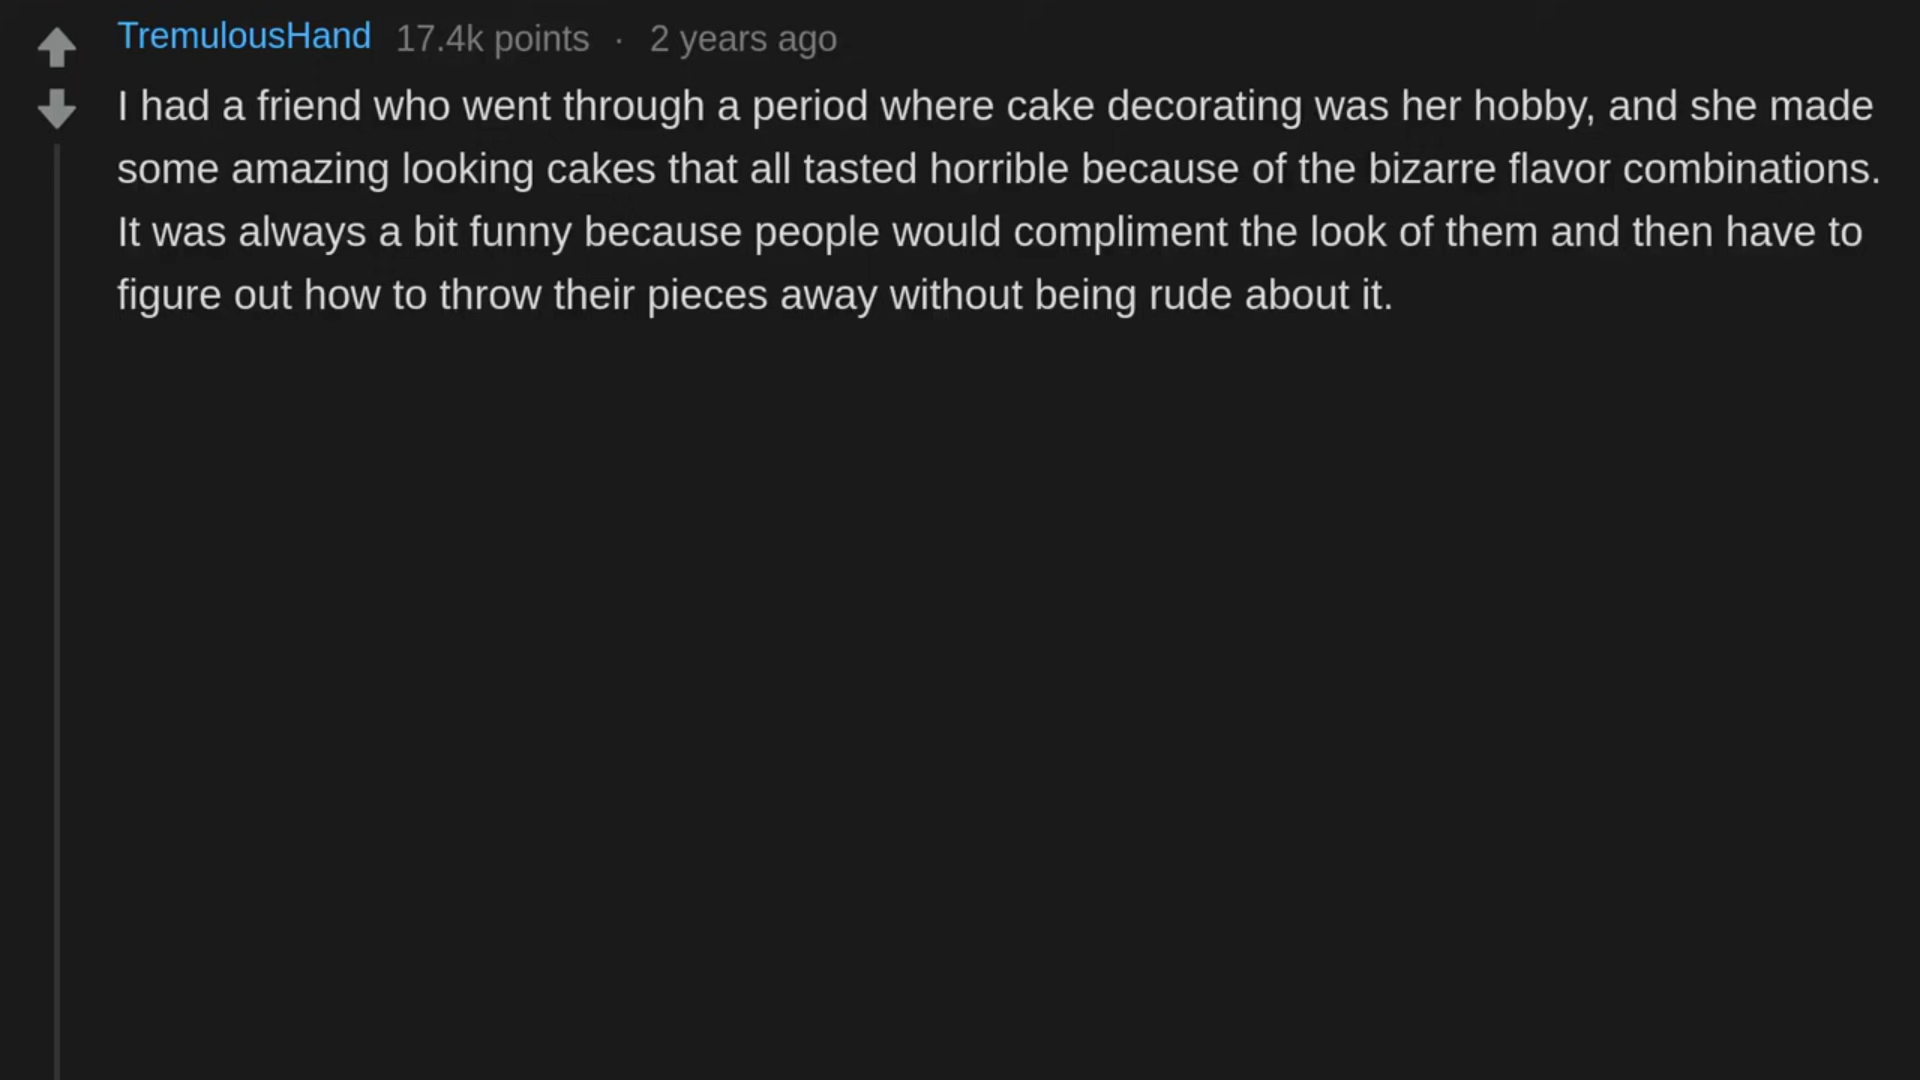 TremulousHand 17.4k points · 2 years ago
I had a friend who went through a period where cake decorating was her hobby, and she made
some amazing looking cakes that all tasted horrible because of the bizarre flavor combinations.
It was always a bit funny because people would compliment the look of them and then have to
figure out how to throw their pieces away without being rude about it.